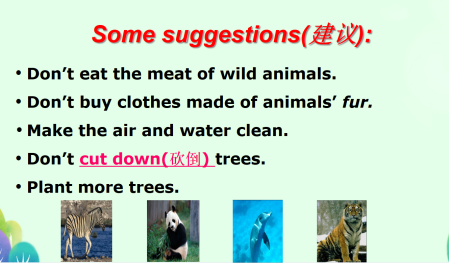 Some suggestions(建议):
• Don’t eat the meat of wild animals.
• Don’t buy clothes made of animals’ fur.
• Make the air and water clean.
• Don’t cut down(砍倒) trees.
• Plant more trees.